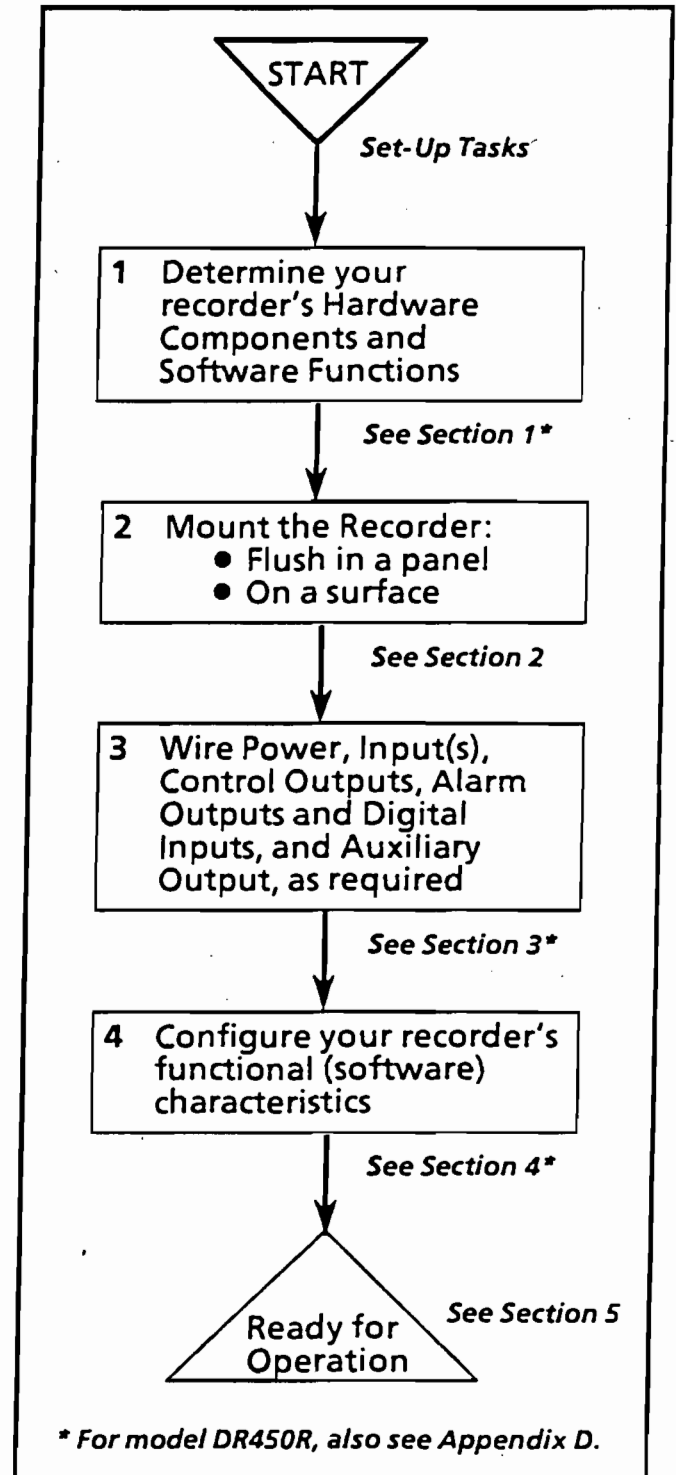 START
Set-Up Tasks
1 Determine your
recorder's Hardware
Components and
Software Functions
See Section 1*
2 Mount the Recorder:
● Flush in a panel
● On a surface
See Section 2
3 Wire Power, Input(s),
Control Outputs, Alarm
Outputs and Digital
Inputs, and Auxiliary
Output, as required
See Section 3*
4 Configure your recorder's
functional (software)
characteristics
See Section 4*
Ready for
Operation
See Section 5
* For model DR450R, also see Appendix D.